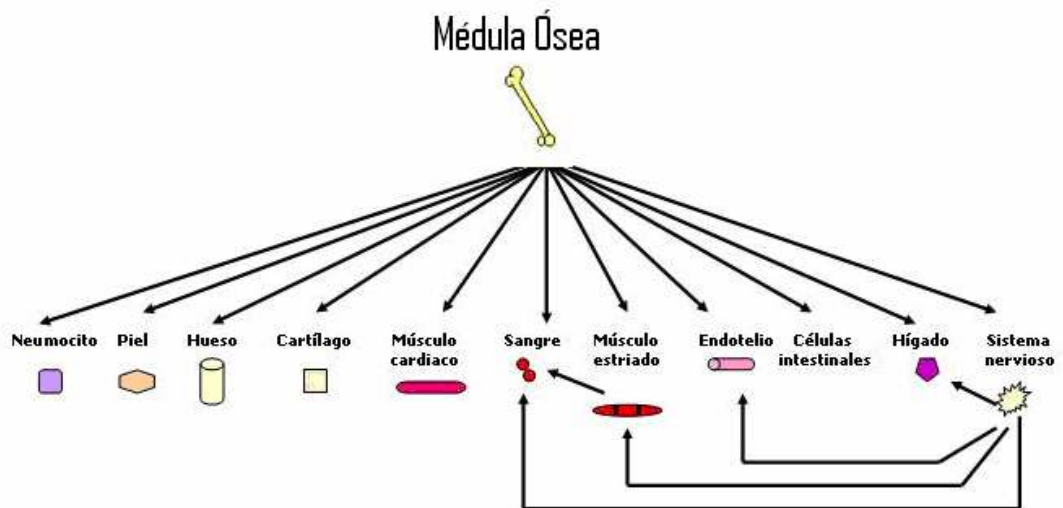 Médula Ósea
Neumocito
Piel
Hueso
Cartílago
Músculo
cardiaco
Sangre
Músculo
estriado
Endotelio
Células
intestinales
Hígado
Sistema
nervioso